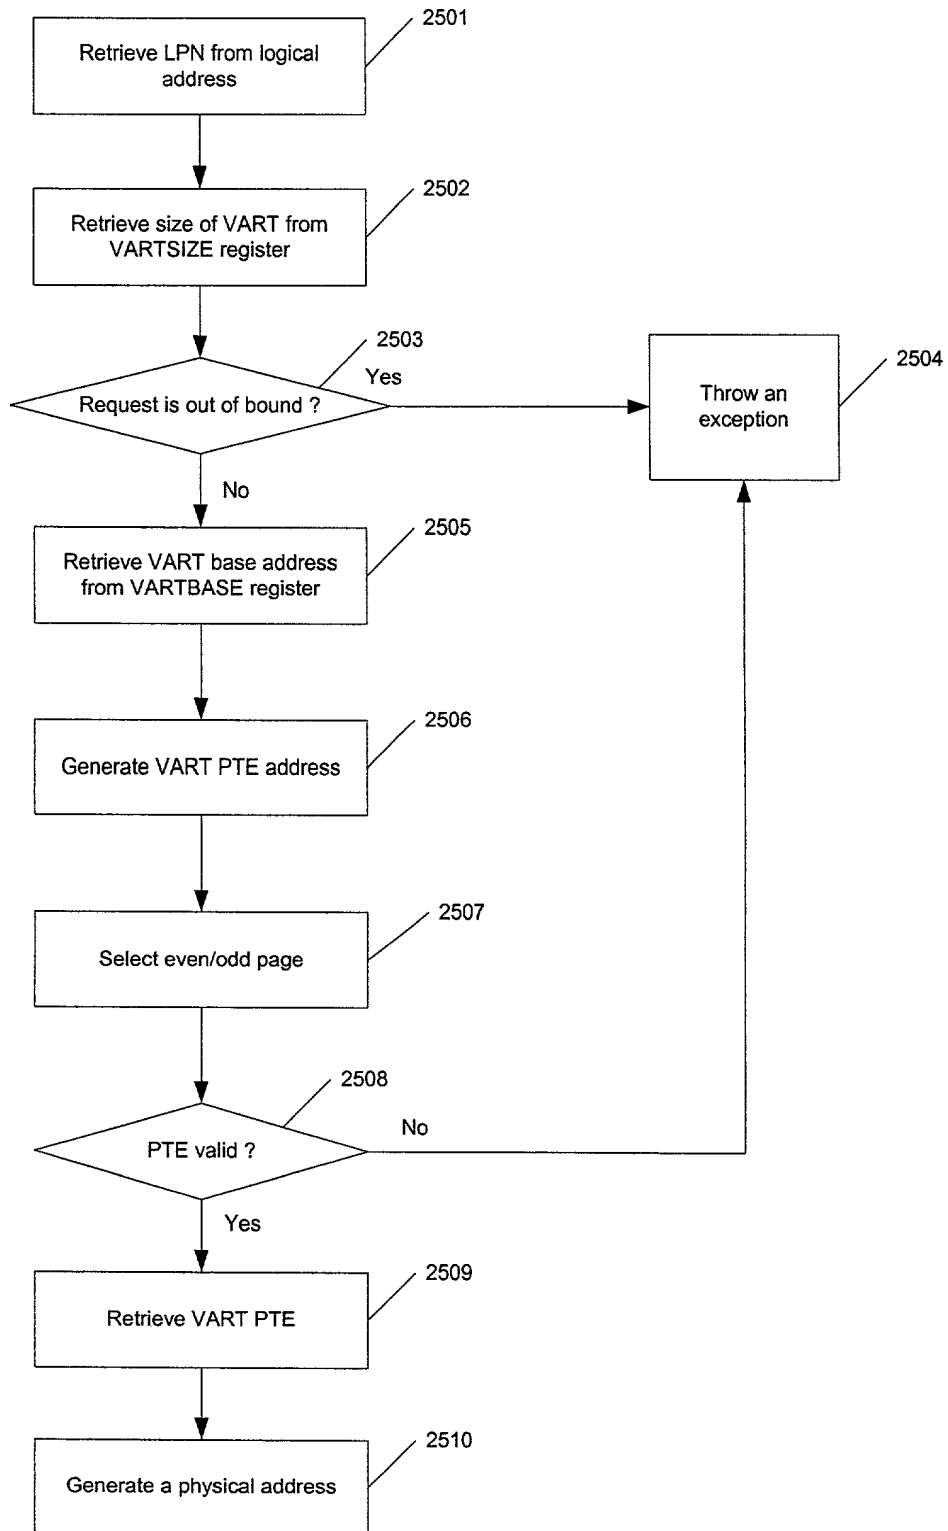 2501
Retrieve LPN from logical
address
2502
Retrieve size of VART from
VARTSIZE register
2503
Yes
Request is out of bound ?
2504
Throw an
exception
No
2505
Retrieve VART base address
from VARTBASE register
2506
Generate VART PTE address
2507
Select even/odd page
2508
No
PTE valid ?
Yes
2509
Retrieve VART PTE
2510
Generate a physical address